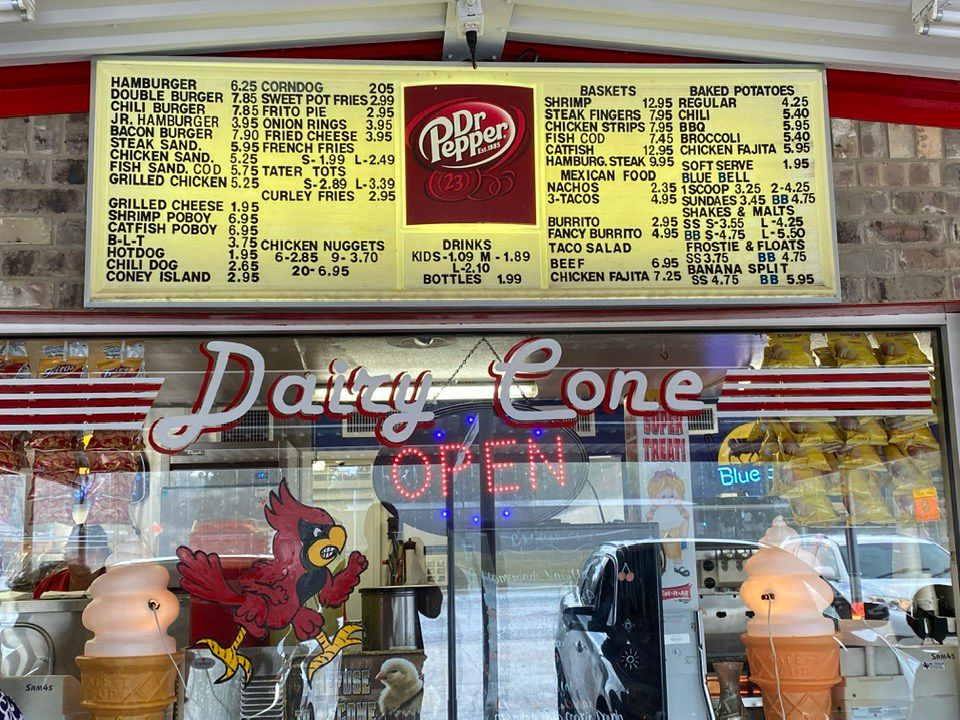 HAMBURGER 6.25
DOUBLE BURGER 7.85
CHILI BURGER 7.85
JR. HAMBURGER 3.95
BACON BURGER 7.90
STEAK SAND. 5.95
CHICKEN SAND. 5.25
FISH SAND. COD 5.75
GRILLED CHICKEN 5.25
GRILLED CHEESE 1.95
SHRIMP POBOY 6.95
CATFISH POBOY 6.95
B-L-T 3.75
HOTDOG 1.95
CHILI DOG 2.65
CONEY ISLAND 2.95
CORNDOG 205
SWEET POT FRIES 2.99
FRITO PIE 2.95
ONION RINGS 3.95
FRIED CHEESE 3.95
FRENCH FRIES
S-1.99 L-2.49
TATER TOTS
S-2.89 L-3.39
CURLEY FRIES 2.95
CHICKEN NUGGETS
6-2.85 9-3.70
20-6.95
Dr
Pepper
Est. 1885
23
DRINKS
KIDS-1.09 M-1.89
L-2.10
BOTTLES 1.99
BASKETS
SHRIMP 12.95
STEAK FINGERS 7.95
CHICKEN STRIPS 7.95
FISH COD 7.45
CATFISH 12.95
HAMBURG. STEAK 9.95
MEXICAN FOOD
NACHOS 2.35
3-TACOS 4.95
BURRITO 2.95
FANCY BURRITO 4.95
TACO SALAD
BEEF 6.95
CHICKEN FAJITA 7.25
BAKED POTATOES
REGULAR 4.25
CHILI 5.40
BBQ 5.95
BROCCOLI 5.40
CHICKEN FAJITA 5.95
SOFT SERVE 1.95
BLUE BELL
1 SCOOP 3.25 2-4.25
SUNDAES 3.45 BB 4.75
SHAKES & MALTS
SS S-3.55 L-4.25
BB S-4.75 L-5.50
FROSTIE & FLOATS
SS 3.75 BB 4.75
BANANA SPLIT
SS 4.75 BB 5.95
Dairy Cone
OPEN
SUPER
TREAT!
Blue
Eat-It-All
SAM4S
SAM4S